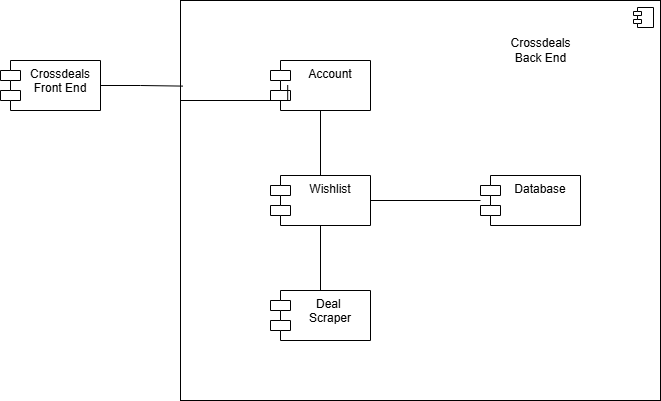 Crossdeals
Back End
Crossdeals
Front End
Account
Wishlist
Database
Deal
Scraper